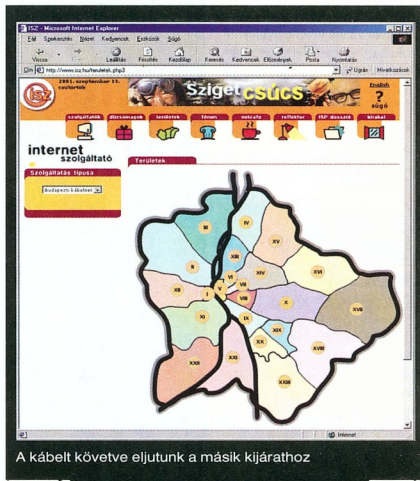 ISZ - Microsoft Internet Explorer
Fájl Szerkesztés Nézet Kedvencek Eszközök Súgó
Vissza Leállítás Frissítés Kezdőlap Keresés Kedvencek Előzmények Posta Nyomtatás
Cím http://www.isz.hu/teruletek.php3 Ugrás Hivatkozások
isz
2001. szeptember 13.
csütörtök
Sziget csúcs
English
?
súgó
szolgáltatók díjcsomagok területek fórum netcafe reflektor ISP: dosszié kirakat
internet
szolgáltató
Szolgáltatás típusa
Budapesti kábelnet
Területek
III
IV
XV
II
XIII
XVI
XII
VI
XIV
I
V
VII
VIII
X
XVII
XI
IX
XIX
XX
XVIII
XXII
XXI
XXIII
Internet
A kábelt követve eljutunk a másik kijárathoz